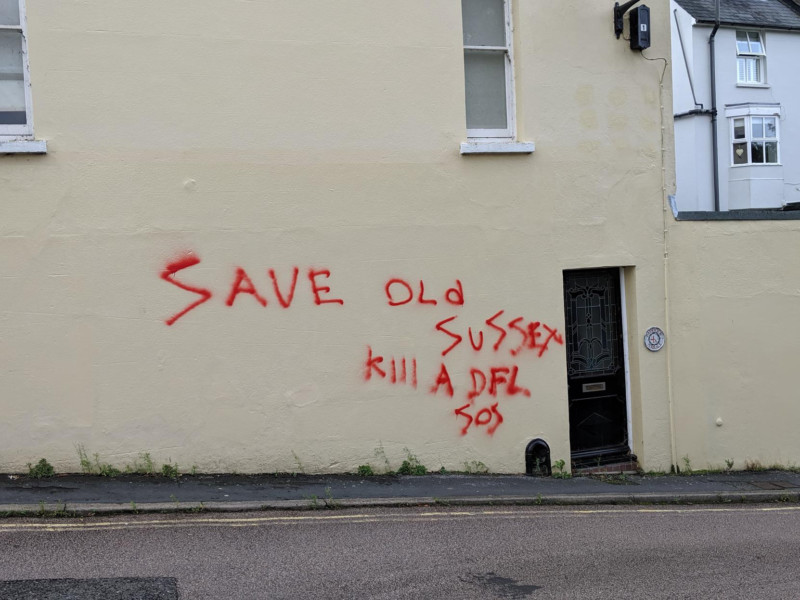 SAVE OLd
SUSSEX
KIll A DFL
SOS